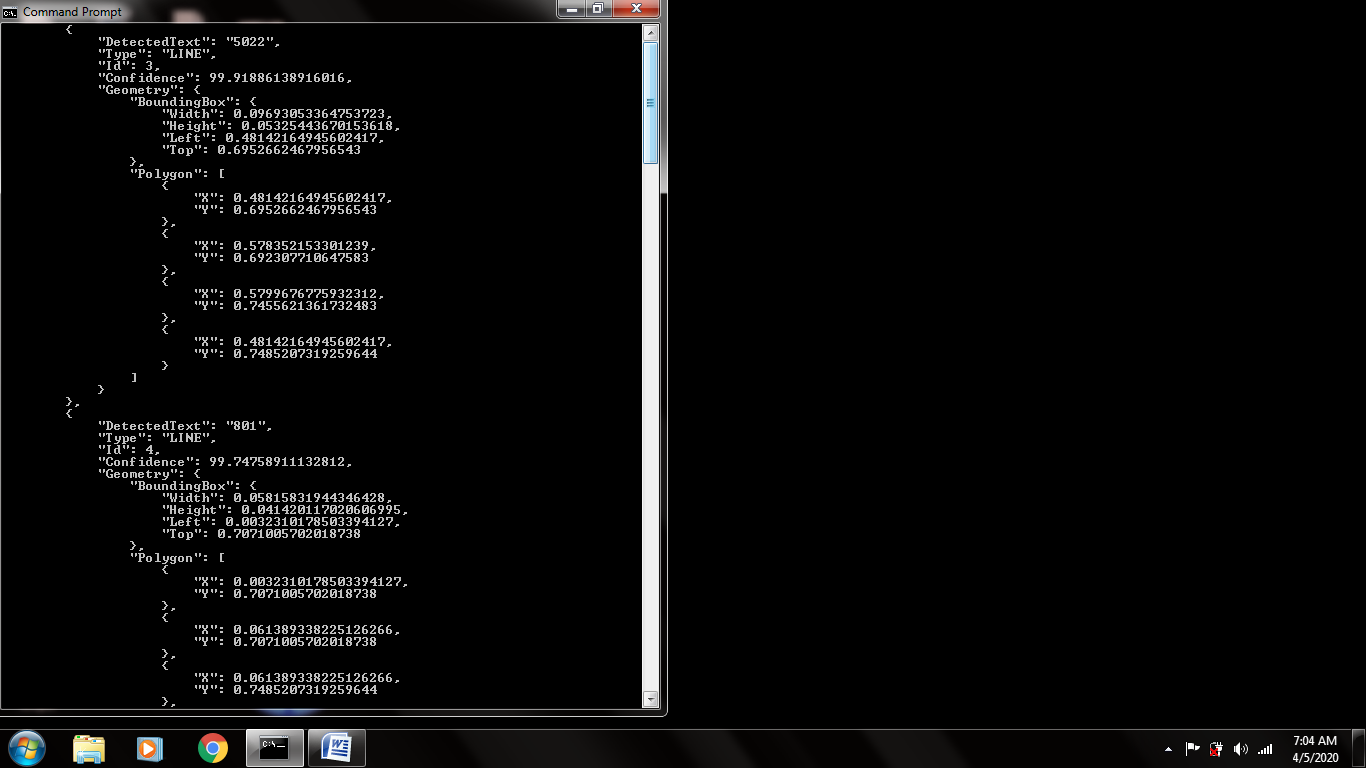 Command Prompt
{
"DetectedText": "5022",
"Type": "LINE",
"Id": 3,
"Confidence": 99.91886138916016,
"Geometry": {
"BoundingBox": {
"Width": 0.09693053364753723,
"Height": 0.05325443670153618,
"Left": 0.48142164945602417,
"Top": 0.6952662467956543
},
"Polygon": [
{
"X": 0.48142164945602417,
"Y": 0.6952662467956543
},
{
"X": 0.578352153301239,
"Y": 0.692307710647583
},
{
"X": 0.5799676775932312,
"Y": 0.7455621361732483
},
{
"X": 0.48142164945602417,
"Y": 0.7485207319259644
}
]
}
},
{
"DetectedText": "801",
"Type": "LINE",
"Id": 4,
"Confidence": 99.74758911132812,
"Geometry": {
"BoundingBox": {
"Width": 0.05815831944346428,
"Height": 0.041420117020606995,
"Left": 0.0032310178503394127,
"Top": 0.7071005702018738
},
"Polygon": [
{
"X": 0.0032310178503394127,
"Y": 0.7071005702018738
},
{
"X": 0.061389338225126266,
"Y": 0.7071005702018738
},
{
"X": 0.061389338225126266,
"Y": 0.7485207319259644
},
7:04 AM
4/5/2020